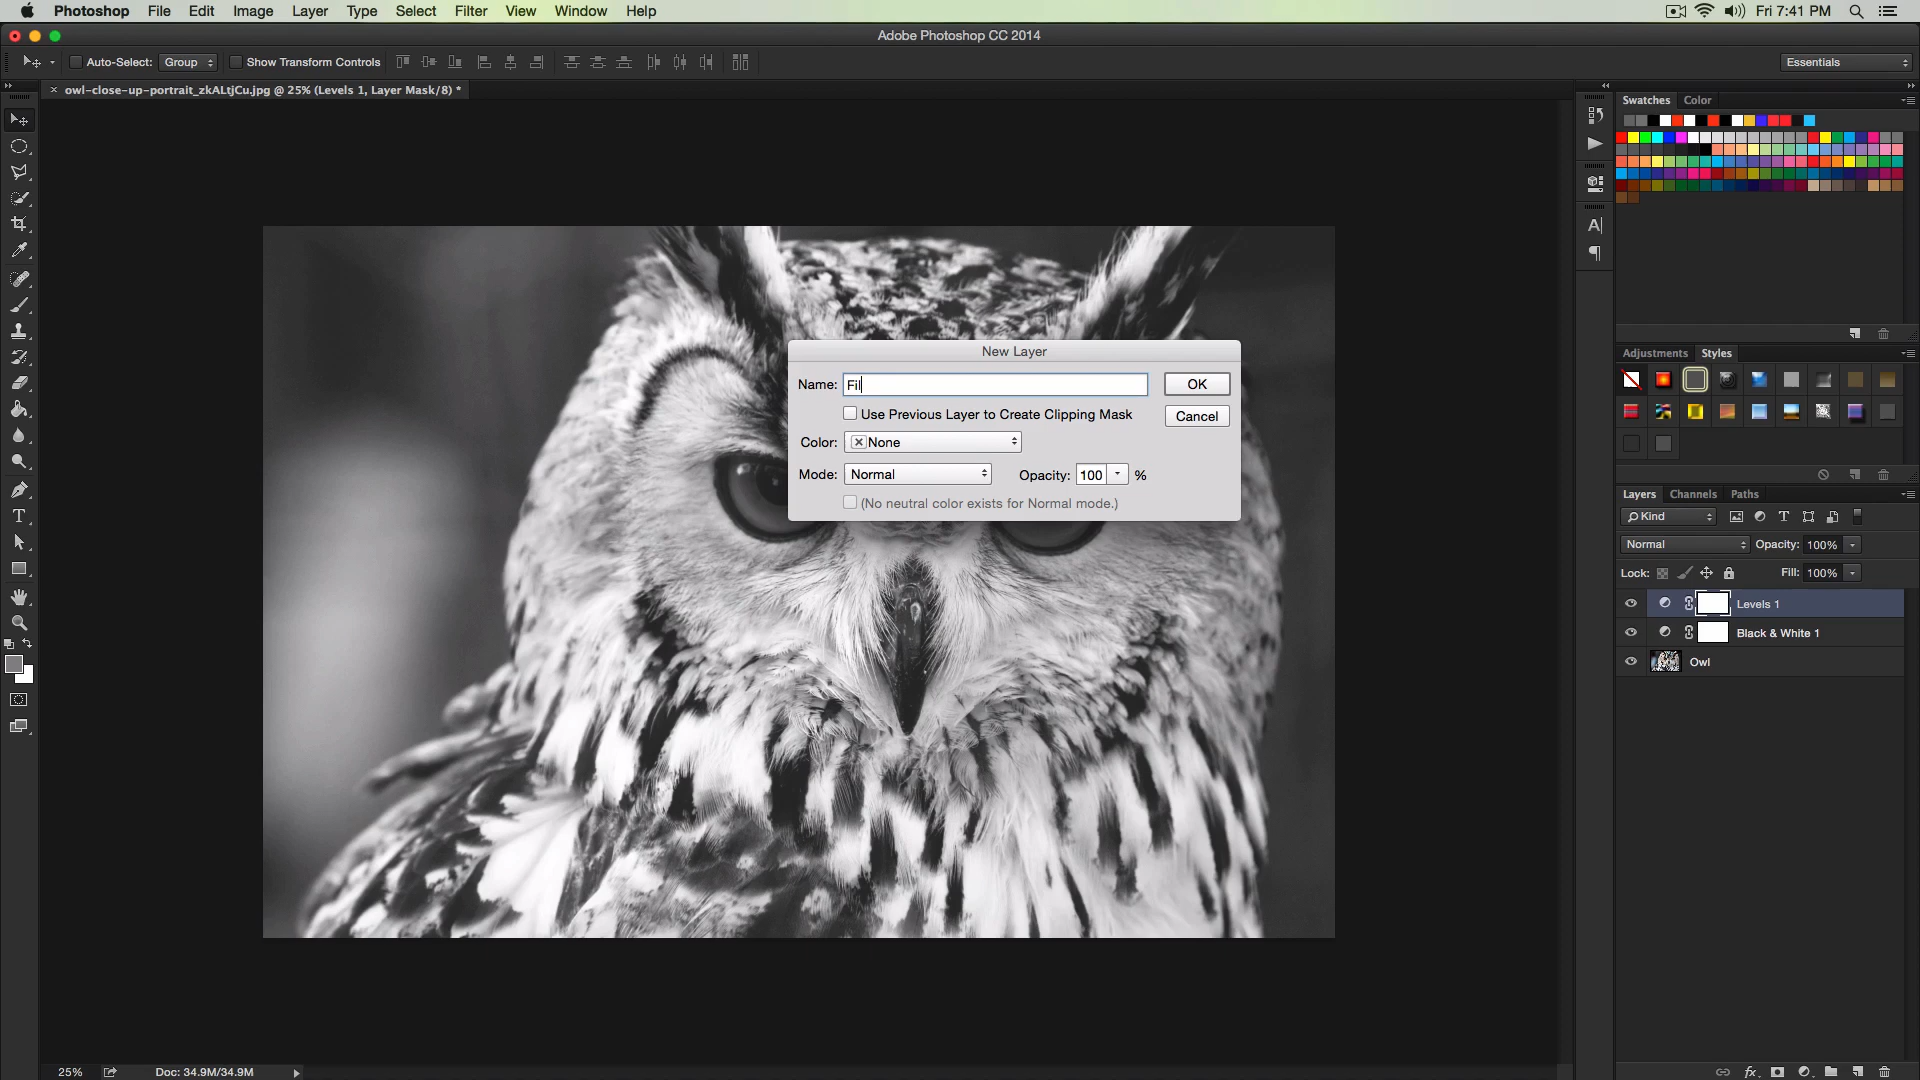 Photoshop File Edit Image Layer Type Select Filter View Window Help Fri 7:41 PM
Adobe Photoshop CC 2014
Auto-Select: Group Show Transform Controls Essentials
× owl-close-up-portrait_zkALtjCu.jpg @ 25% (Levels 1, Layer Mask/8) *
Swatches Color
New Layer
Name: Fil OK
Use Previous Layer to Create Clipping Mask Cancel
Color: None
Mode: Normal Opacity: 100 %
(No neutral color exists for Normal mode.)
Adjustments Styles
Layers Channels Paths
Kind
Normal Opacity: 100%
Lock: Fill: 100%
Levels 1
Black & White 1
Owl
25% Doc: 34.9M/34.9M